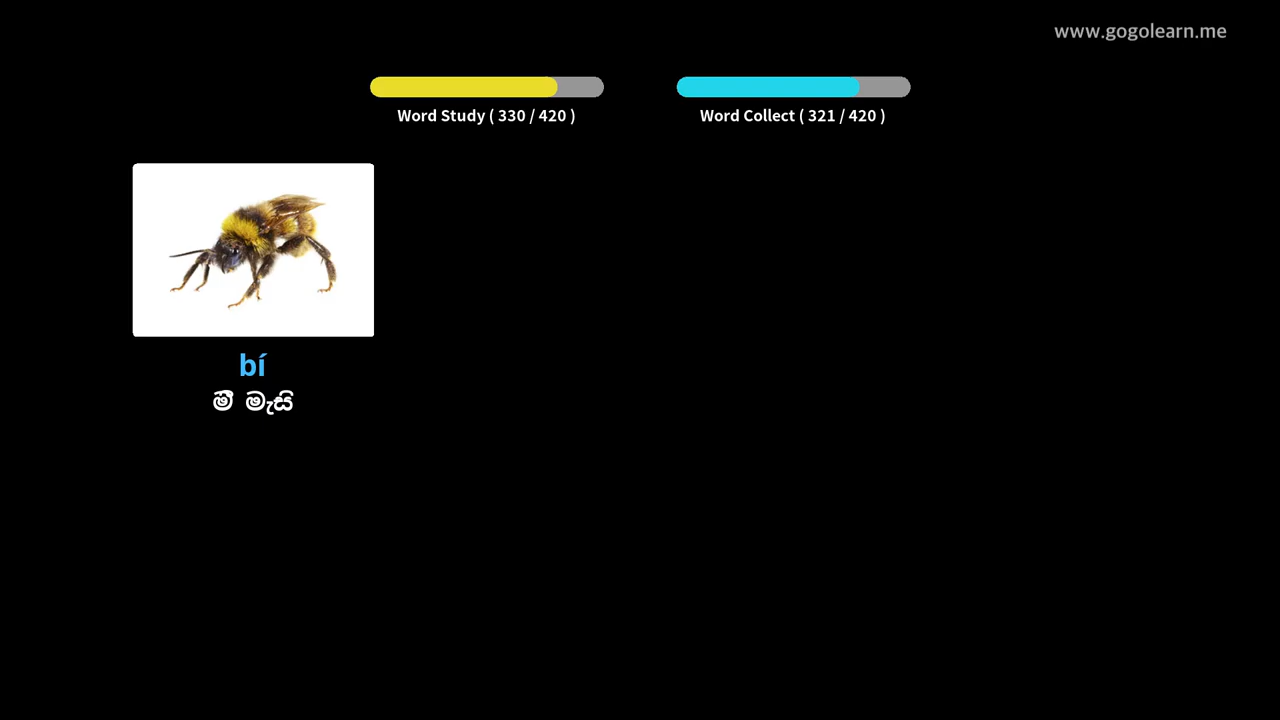 www.gogolearn.me
Word Study ( 330 / 420 )
Word Collect ( 321 / 420 )
bí
මී මැසි